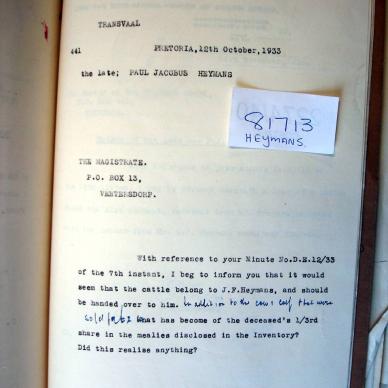 TRANSVAAL
441 PRETORIA, 12th October, 1933
the late; PAUL JACOBUS HEYMANS
81713
HEYMANS.
THE MAGISTRATE.
P.O. BOX 13,
VENTERSDORP.
With reference to your Minute No.D.E.12/33
of the 7th instant, I beg to inform you that it would
seem that the cattle belong to J.F.Heymans, and should
be handed over to him. In addition to the cow & calf that were
sold what has become of the deceased's 1/3rd
share in the mealies disclosed in the Inventory?
Did this realise anything?